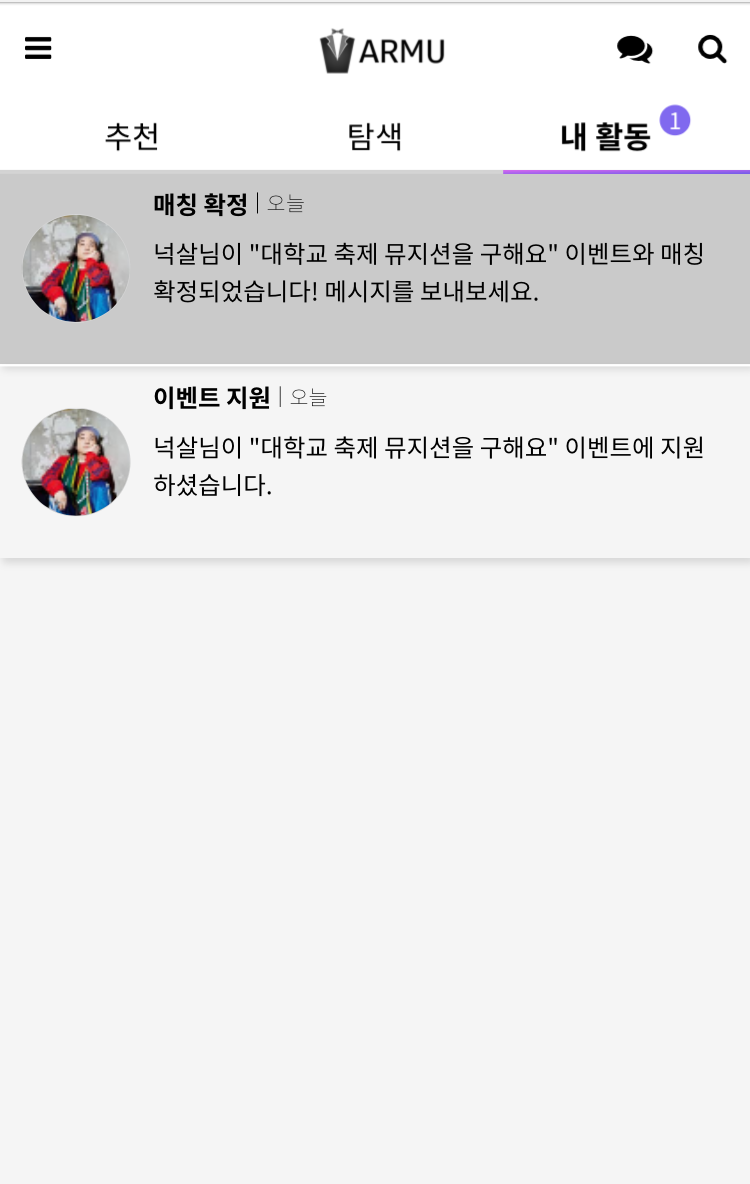 ARMU
추천 탐색 내 활동 1
매칭 확정 | 오늘
넉살님이 "대학교 축제 뮤지션을 구해요" 이벤트와 매칭
확정되었습니다! 메시지를 보내보세요.
이벤트 지원 | 오늘
넉살님이 "대학교 축제 뮤지션을 구해요" 이벤트에 지원
하셨습니다.